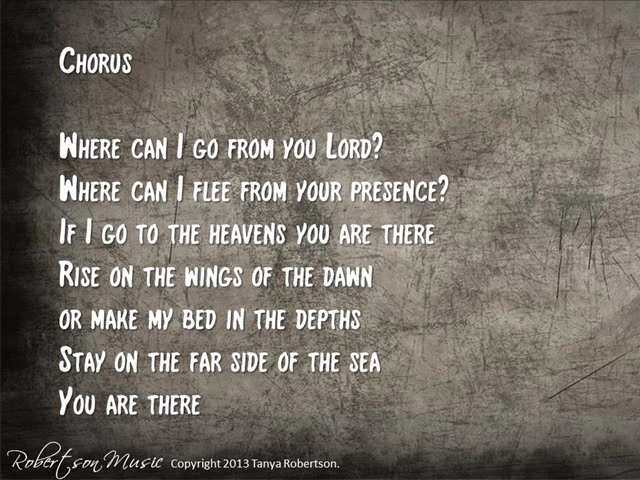 Chorus
Where can I go from you Lord?
Where can I flee from your presence?
If I go to the heavens you are there
Rise on the wings of the dawn
or make my bed in the depths
Stay on the far side of the sea
You are there
Robertson Music Copyright 2013 Tanya Robertson.